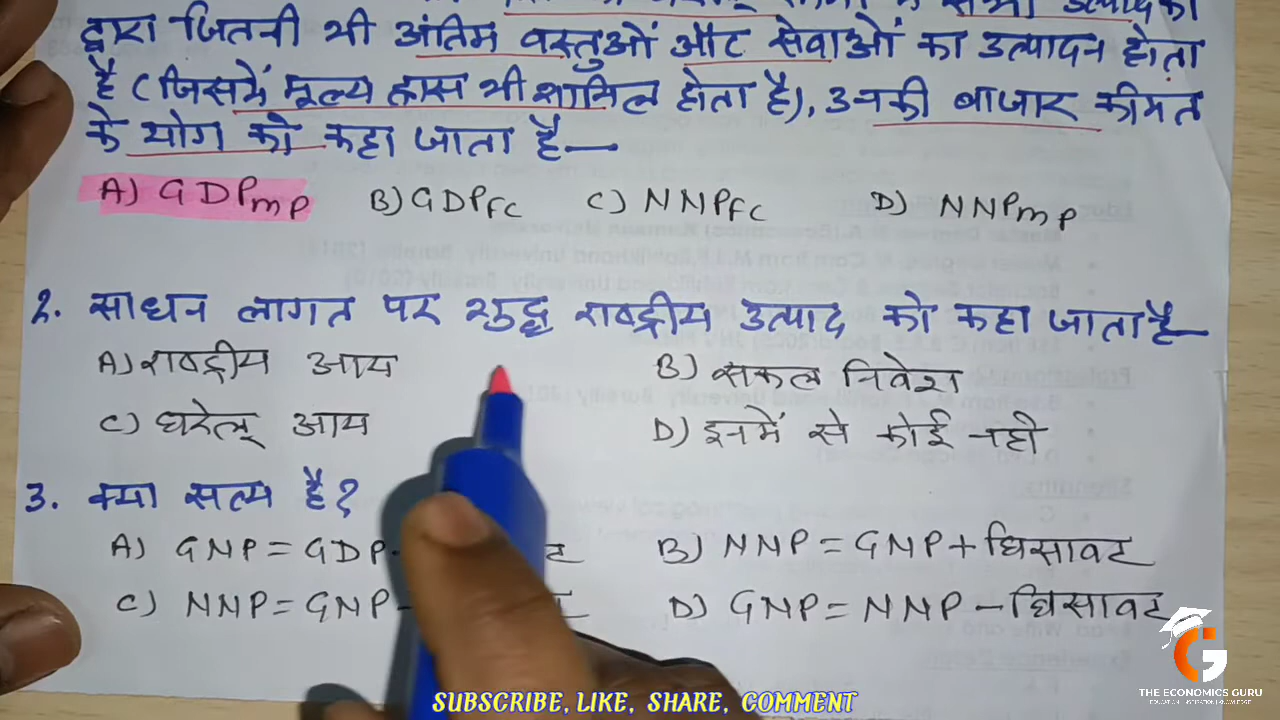 द्वारा जितनी भी अंतिम वस्तुओं और सेवाओं का उत्पादन होता
है (जिसमें मूल्य ह्रास भी शामिल होता है), उनकी बाजार कीमत
के योग को कहा जाता है—
A) GDPmp B) GDPFC C) NNPFC D) NNPmp
2. साधन लागत पर शुद्ध राष्ट्रीय उत्पाद को कहा जाता है—
A) राष्ट्रीय आय B) सकल निवेश
C) घरेलू आय D) इनमें से कोई नही
3. क्या सत्य है?
A) GNP = GDP - B) NNP = GNP + घिसावट
C) NNP = GNP - D) GNP = NNP - घिसावट
THE ECONOMICS GURU
SUBSCRIBE, LIKE, SHARE, COMMENT